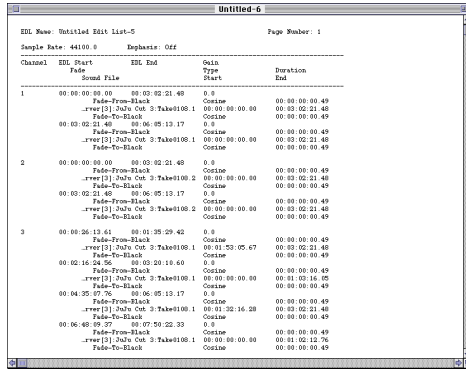 Untitled-6
EDL Name: Untitled Edit List-5 Page Number: 1
Sample Rate: 44100.0 Emphasis: Off
Channel EDL Start EDL End Gain
Fade Type Duration
Sound File Start End
1 00:00:00:00.00 00:03:02:21.48 0.0
Fade-From-Black Cosine 00:00:00:00.49
…rver[3]:JuJu Cut 3:Take0108.1 00:00:00:00.00 00:03:02:21.48
Fade-To-Black Cosine 00:00:00:00.49
00:03:02:21.48 00:06:05:13.17 0.0
Fade-From-Black Cosine 00:00:00:00.49
…rver[3]:JuJu Cut 3:Take0108.1 00:00:00:00.00 00:03:02:21.48
Fade-To-Black Cosine 00:00:00:00.49
2 00:00:00:00.00 00:03:02:21.48 0.0
Fade-From-Black Cosine 00:00:00:00.49
…rver[3]:JuJu Cut 3:Take0108.2 00:00:00:00.00 00:03:02:21.48
Fade-To-Black Cosine 00:00:00:00.49
00:03:02:21.48 00:06:05:13.17 0.0
Fade-From-Black Cosine 00:00:00:00.49
…rver[3]:JuJu Cut 3:Take0108.2 00:00:00:00.00 00:03:02:21.48
Fade-To-Black Cosine 00:00:00:00.49
3 00:00:26:13.61 00:01:35:29.42 0.0
Fade-From-Black Cosine 00:00:00:00.49
…rver[3]:JuJu Cut 3:Take0108.1 00:01:53:05.67 00:03:02:21.48
Fade-To-Black Cosine 00:00:00:00.49
00:02:16:24.56 00:03:20:10.60 0.0
Fade-From-Black Cosine 00:00:00:00.49
…rver[3]:JuJu Cut 3:Take0108.1 00:00:00:00.00 00:01:03:16.05
Fade-To-Black Cosine 00:00:00:00.49
00:04:35:07.76 00:06:05:13.17 0.0
Fade-From-Black Cosine 00:00:00:00.49
…rver[3]:JuJu Cut 3:Take0108.1 00:01:32:16.28 00:03:02:21.48
Fade-To-Black Cosine 00:00:00:00.49
00:06:48:09.37 00:07:50:22.33 0.0
Fade-From-Black Cosine 00:00:00:00.49
…rver[3]:JuJu Cut 3:Take0108.1 00:00:00:00.00 00:01:02:12.76
Fade-To-Black Cosine 00:00:00:00.49